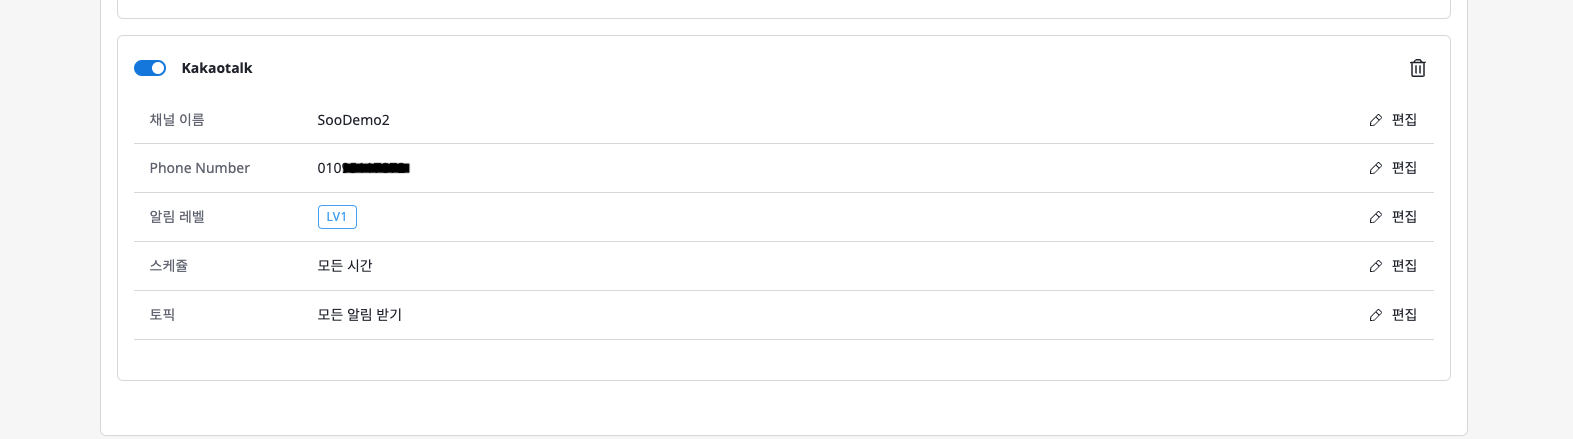 Kakaotalk
채널 이름 SooDemo2 편집
Phone Number 010 편집
알림 레벨 LV1 편집
스케쥴 모든 시간 편집
토픽 모든 알림 받기 편집